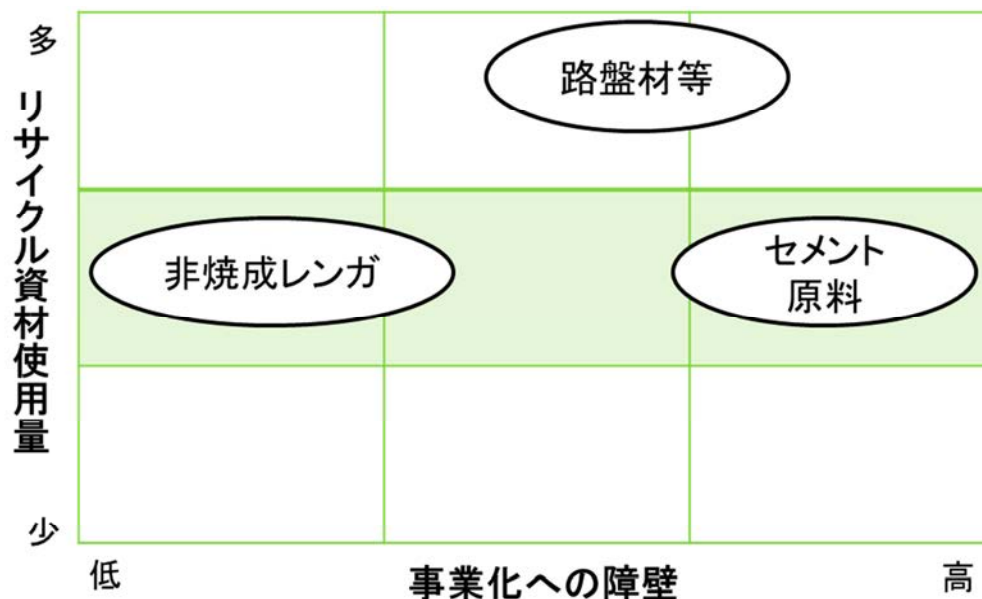 多
リサイクル資材使用量
少
路盤材等
非焼成レンガ
セメント
原料
低
事業化への障壁
高